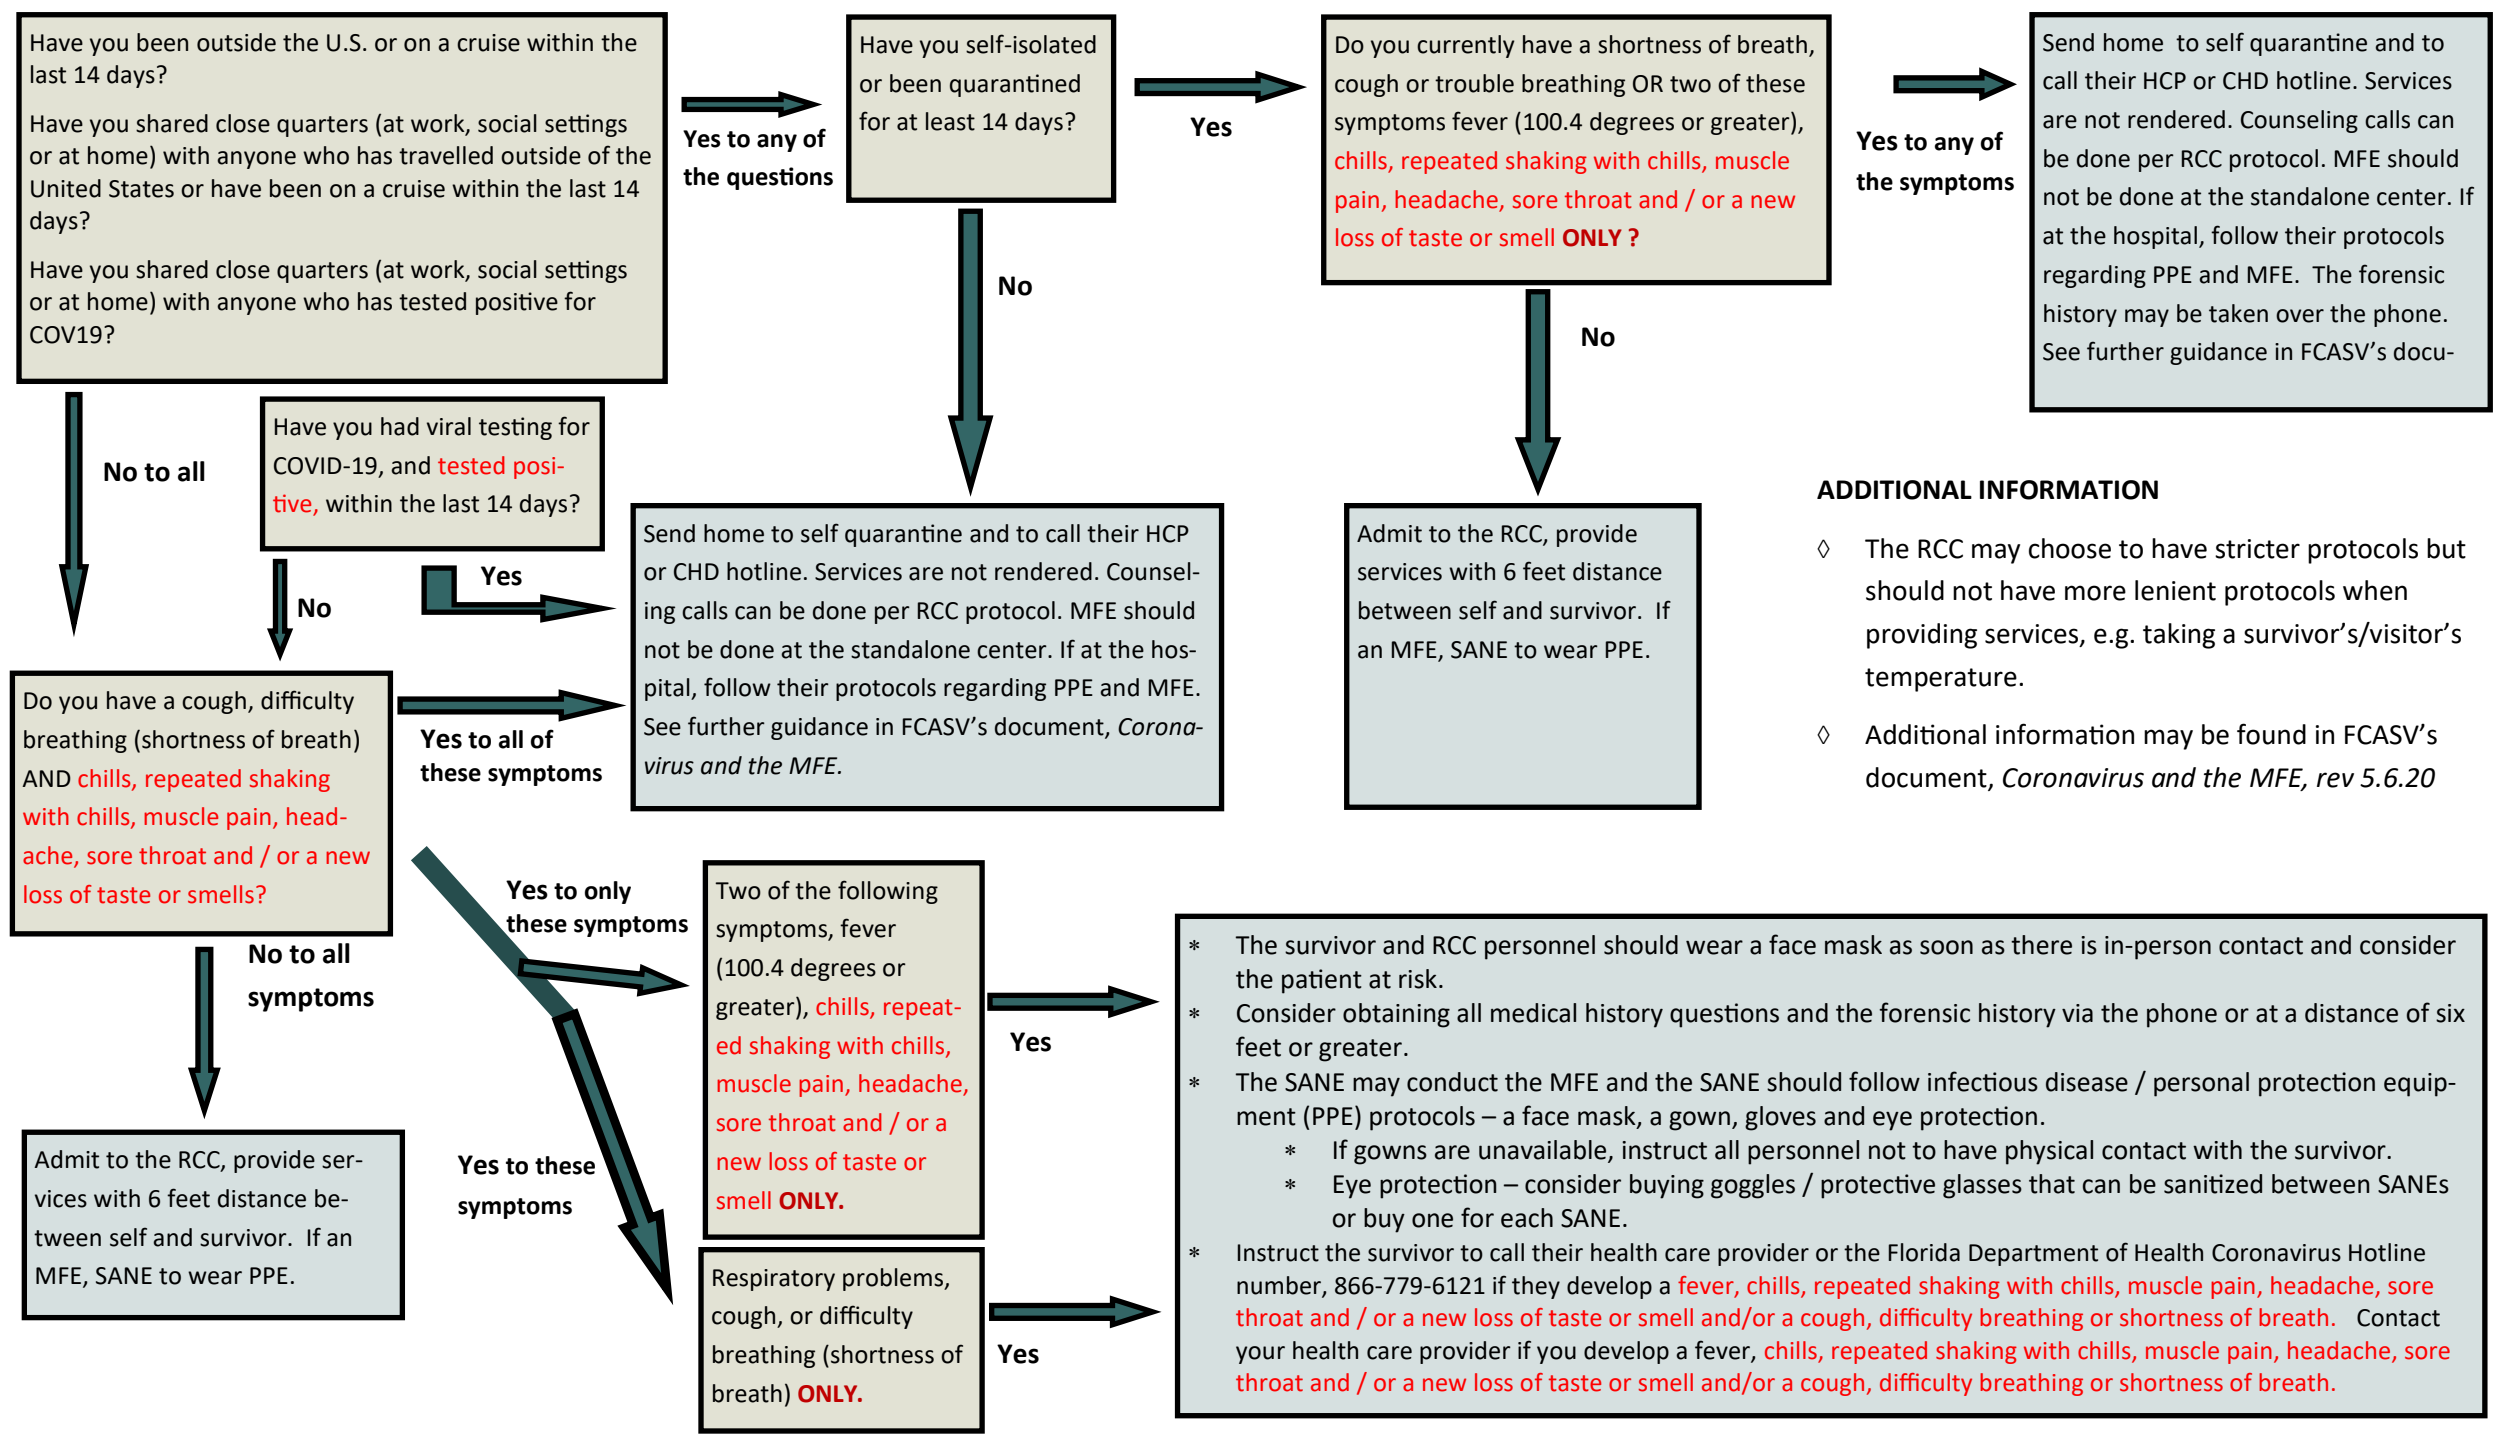 Have you been outside the U.S. or on a cruise within the
last 14 days?
Have you shared close quarters (at work, social settings
or at home) with anyone who has travelled outside of the
United States or have been on a cruise within the last 14
days?
Have you shared close quarters (at work, social settings
or at home) with anyone who has tested positive for
COV19?
Yes to any of
the questions
Have you self-isolated
or been quarantined
for at least 14 days?
Yes
Do you currently have a shortness of breath,
cough or trouble breathing OR two of these
symptoms fever (100.4 degrees or greater),
chills, repeated shaking with chills, muscle
pain, headache, sore throat and / or a new
loss of taste or smell ONLY ?
Yes to any of
the symptoms
Send home  to self quarantine and to
call their HCP or CHD hotline. Services
are not rendered. Counseling calls can
be done per RCC protocol. MFE should
not be done at the standalone center. If
at the hospital, follow their protocols
regarding PPE and MFE.  The forensic
history may be taken over the phone.
See further guidance in FCASV's docu-
No
No
No to all
Have you had viral testing for
COVID-19, and tested posi-
tive, within the last 14 days?
Yes
No
Send home to self quarantine and to call their HCP
or CHD hotline. Services are not rendered. Counsel-
ing calls can be done per RCC protocol. MFE should
not be done at the standalone center. If at the hos-
pital, follow their protocols regarding PPE and MFE.
See further guidance in FCASV's document, Corona-
virus and the MFE.
Admit to the RCC, provide
services with 6 feet distance
between self and survivor.  If
an MFE, SANE to wear PPE.
ADDITIONAL INFORMATION
◊ The RCC may choose to have stricter protocols but
should not have more lenient protocols when
providing services, e.g. taking a survivor's/visitor's
temperature.
◊ Additional information may be found in FCASV's
document, Coronavirus and the MFE, rev 5.6.20
Do you have a cough, difficulty
breathing (shortness of breath)
AND chills, repeated shaking
with chills, muscle pain, head-
ache, sore throat and / or a new
loss of taste or smells?
Yes to all of
these symptoms
No to all
symptoms
Admit to the RCC, provide ser-
vices with 6 feet distance be-
tween self and survivor.  If an
MFE, SANE to wear PPE.
Yes to only
these symptoms
Two of the following
symptoms, fever
(100.4 degrees or
greater), chills, repeat-
ed shaking with chills,
muscle pain, headache,
sore throat and / or a
new loss of taste or
smell ONLY.
Yes
Yes to these
symptoms
Respiratory problems,
cough, or difficulty
breathing (shortness of
breath) ONLY.
Yes
* The survivor and RCC personnel should wear a face mask as soon as there is in-person contact and consider
the patient at risk.
* Consider obtaining all medical history questions and the forensic history via the phone or at a distance of six
feet or greater.
* The SANE may conduct the MFE and the SANE should follow infectious disease / personal protection equip-
ment (PPE) protocols – a face mask, a gown, gloves and eye protection.
* If gowns are unavailable, instruct all personnel not to have physical contact with the survivor.
* Eye protection – consider buying goggles / protective glasses that can be sanitized between SANEs
or buy one for each SANE.
* Instruct the survivor to call their health care provider or the Florida Department of Health Coronavirus Hotline
number, 866-779-6121 if they develop a fever, chills, repeated shaking with chills, muscle pain, headache, sore
throat and / or a new loss of taste or smell and/or a cough, difficulty breathing or shortness of breath.   Contact
your health care provider if you develop a fever, chills, repeated shaking with chills, muscle pain, headache, sore
throat and / or a new loss of taste or smell and/or a cough, difficulty breathing or shortness of breath.